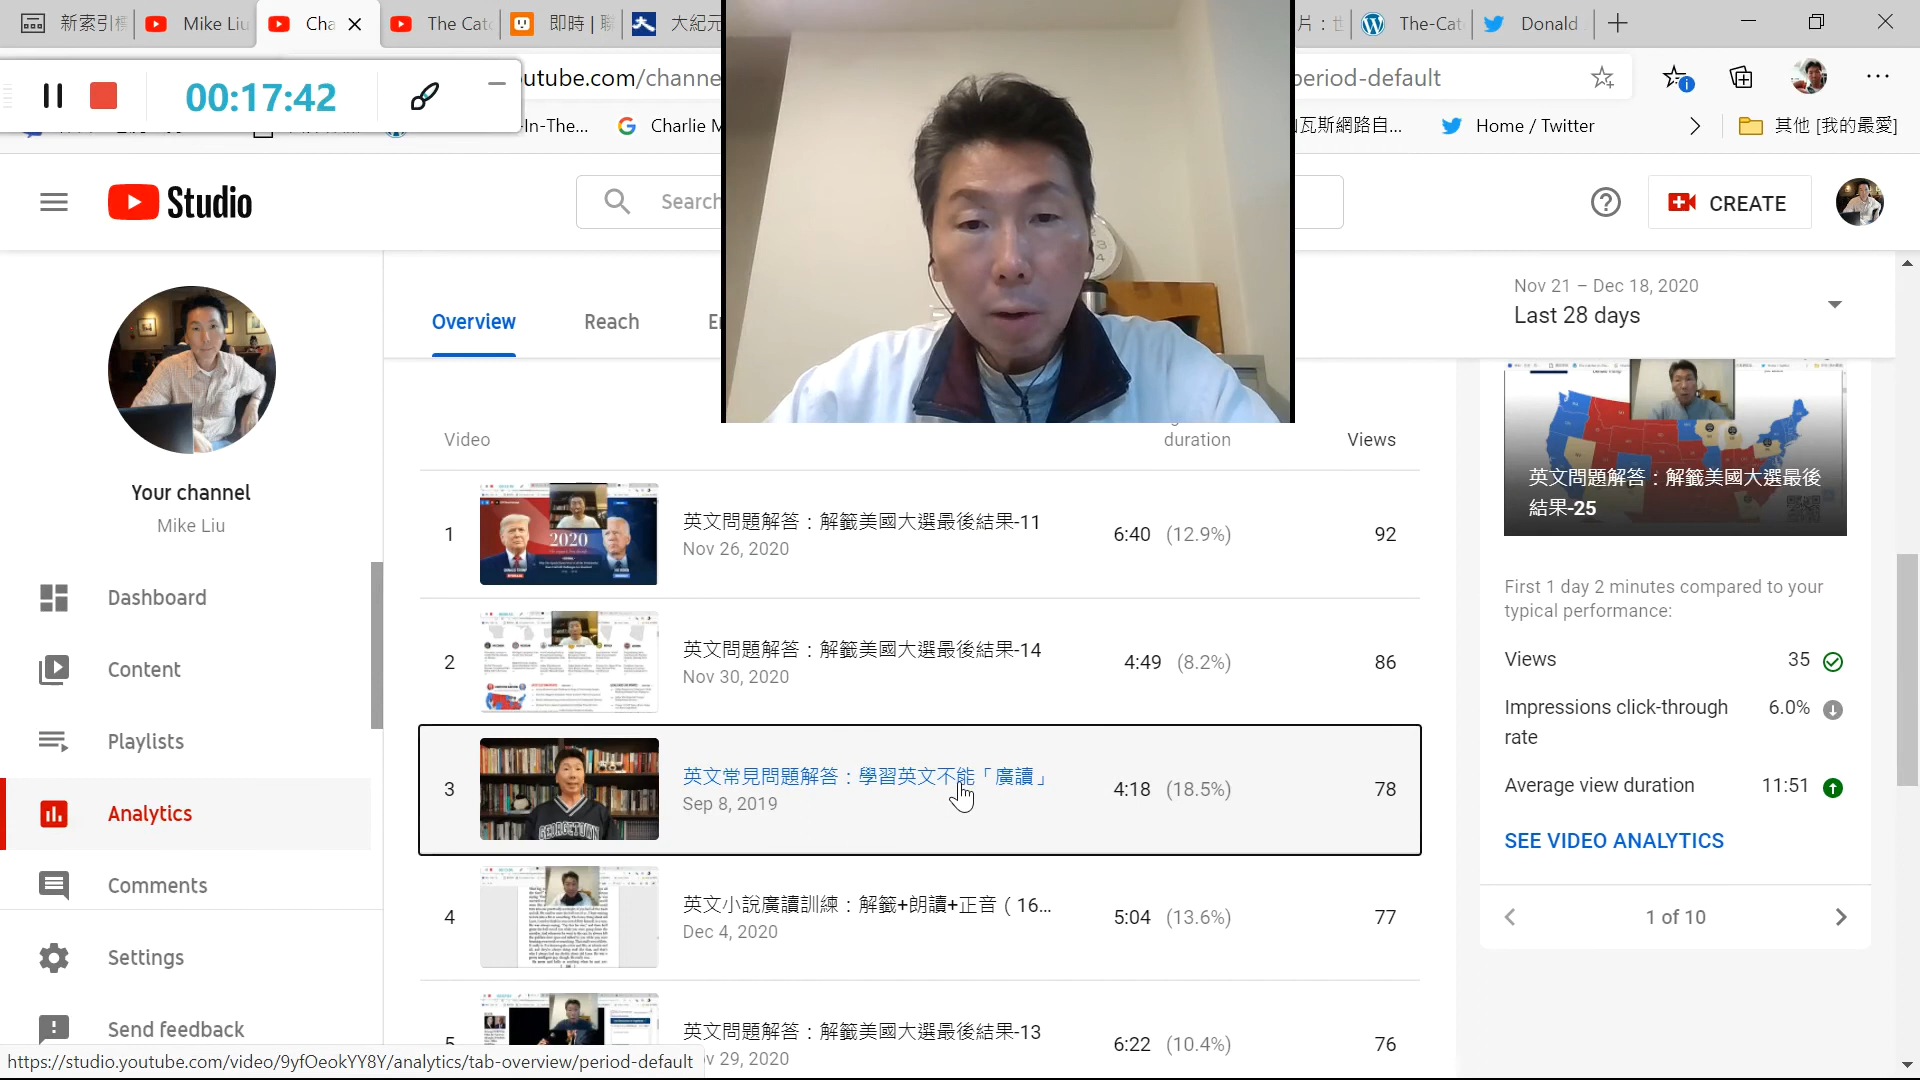 新索引標
Mike Liu
Cha
The Catc
即時 |
大紀元
The-Cat
Donald
00:17:42
outube.com/channe
period-default
-In-The...
Charlie M
瓦斯網路自...
Home / Twitter
其他 [我的最愛]
Studio
Search
CREATE
Your channel
Mike Liu
Dashboard
Content
Playlists
Analytics
Comments
Settings
Send feedback
Overview
Reach
Nov 21 – Dec 18, 2020
Last 28 days
Video
duration
Views
1
2020
英文問題解答：解籤美國大選最後結果-11
Nov 26, 2020
6:40 (12.9%)
92
2
英文問題解答：解籤美國大選最後結果-14
Nov 30, 2020
4:49 (8.2%)
86
3
GEORGETOWN
英文常見問題解答：學習英文不能「廣讀」
Sep 8, 2019
4:18 (18.5%)
78
4
英文小說廣讀訓練：解籤+朗讀+正音 ( 16...
Dec 4, 2020
5:04 (13.6%)
77
5
英文問題解答：解籤美國大選最後結果-13
v 29, 2020
6:22 (10.4%)
76
英文問題解答：解籤美國大選最後
結果-25
First 1 day 2 minutes compared to your
typical performance:
Views 35
Impressions click-through
rate
6.0%
Average view duration 11:51
SEE VIDEO ANALYTICS
1 of 10
https://studio.youtube.com/video/9yfOeokYY8Y/analytics/tab-overview/period-default